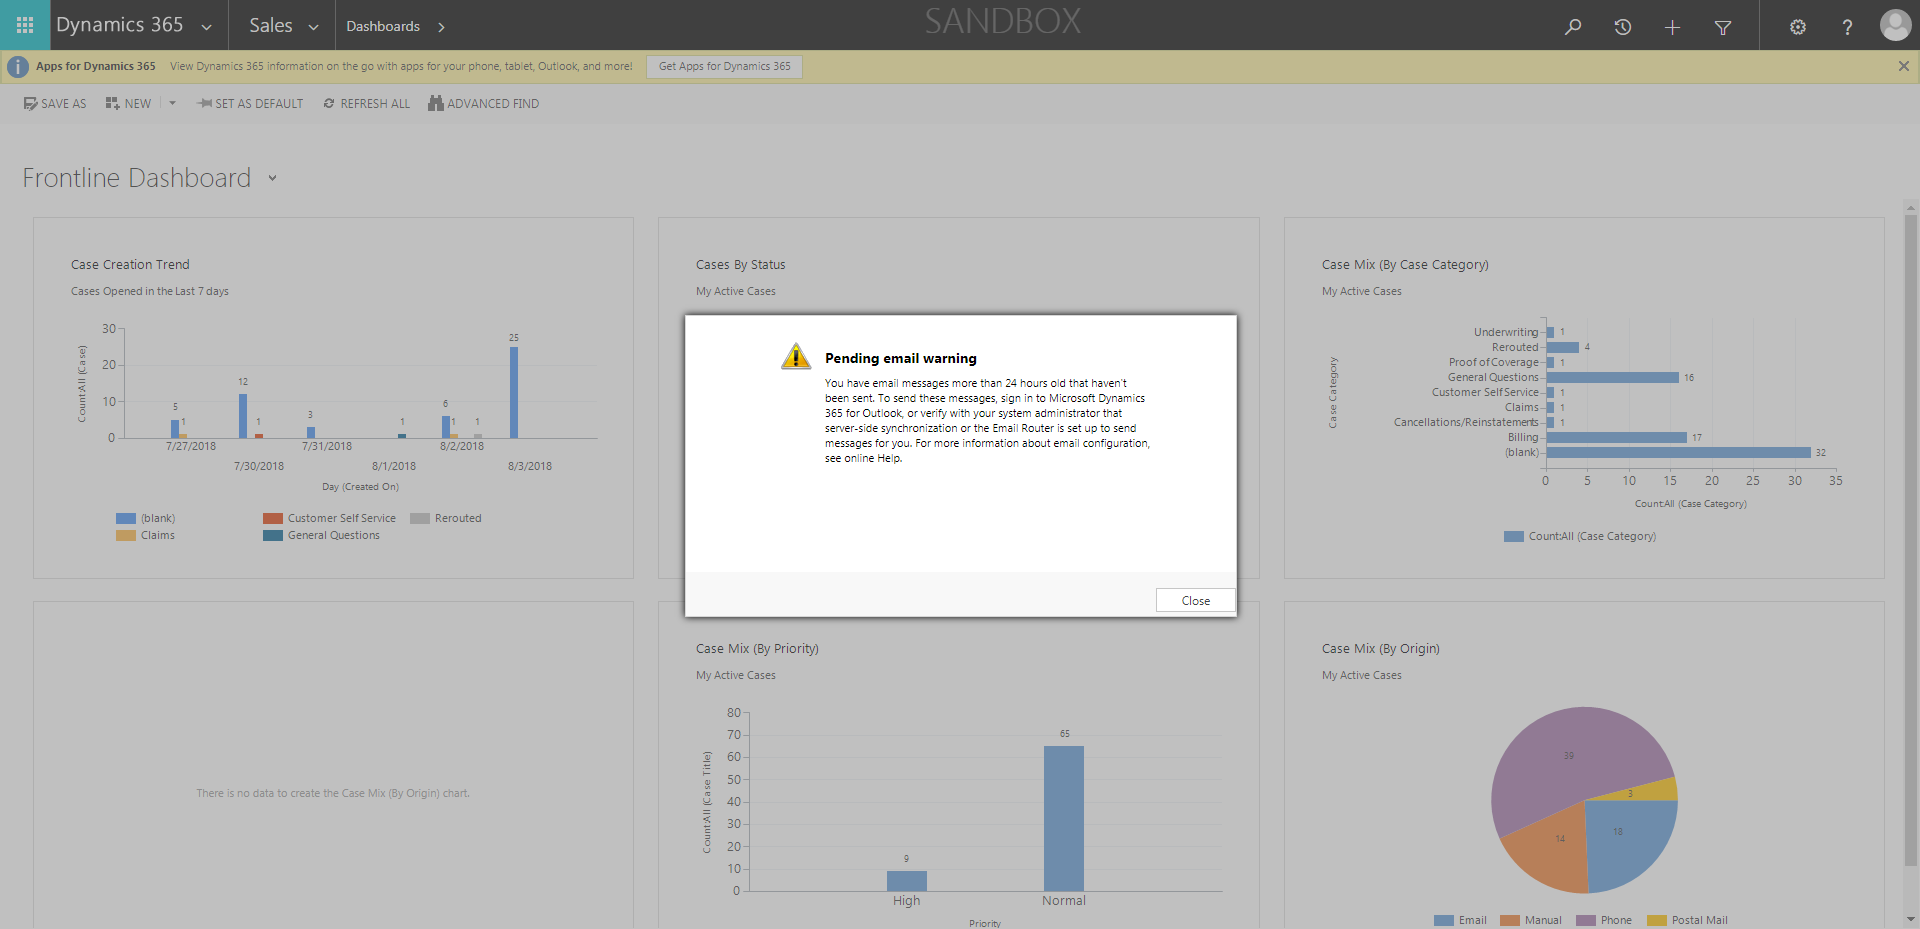 Dynamics 365
Sales
Dashboards
SANDBOX
Apps for Dynamics 365 View Dynamics 365 information on the go with apps for your phone, tablet, Outlook, and more! Get Apps for Dynamics 365
SAVE AS NEW SET AS DEFAULT REFRESH ALL ADVANCED FIND
Frontline Dashboard
Case Creation Trend
Cases Opened in the Last 7 days
Count:All (Case)
30
20
10
0
5
1
12
1
3
1
6
1
1
25
7/27/2018 7/31/2018 8/2/2018
7/30/2018 8/1/2018 8/3/2018
Day (Created On)
(blank) Customer Self Service Rerouted
Claims General Questions
Cases By Status
My Active Cases
Pending email warning
You have email messages more than 24 hours old that haven't
been sent. To send these messages, sign in to Microsoft Dynamics
365 for Outlook, or verify with your system administrator that
server-side synchronization or the Email Router is set up to send
messages for you. For more information about email configuration,
see online Help.
Close
Case Mix (By Case Category)
My Active Cases
Case Category
Underwriting 1
Rerouted 4
Proof of Coverage 1
General Questions 16
Customer Self Service 1
Claims 1
Cancellations/Reinstatements 1
Billing 17
(blank) 32
0 5 10 15 20 25 30 35
Count:All (Case Category)
Count:All (Case Category)
There is no data to create the Case Mix (By Origin) chart.
Case Mix (By Priority)
My Active Cases
Count:All (Case Title)
80
70
60
50
40
30
20
10
0
9
65
High Normal
Priority
Case Mix (By Origin)
My Active Cases
39
3
18
14
Email Manual Phone Postal Mail